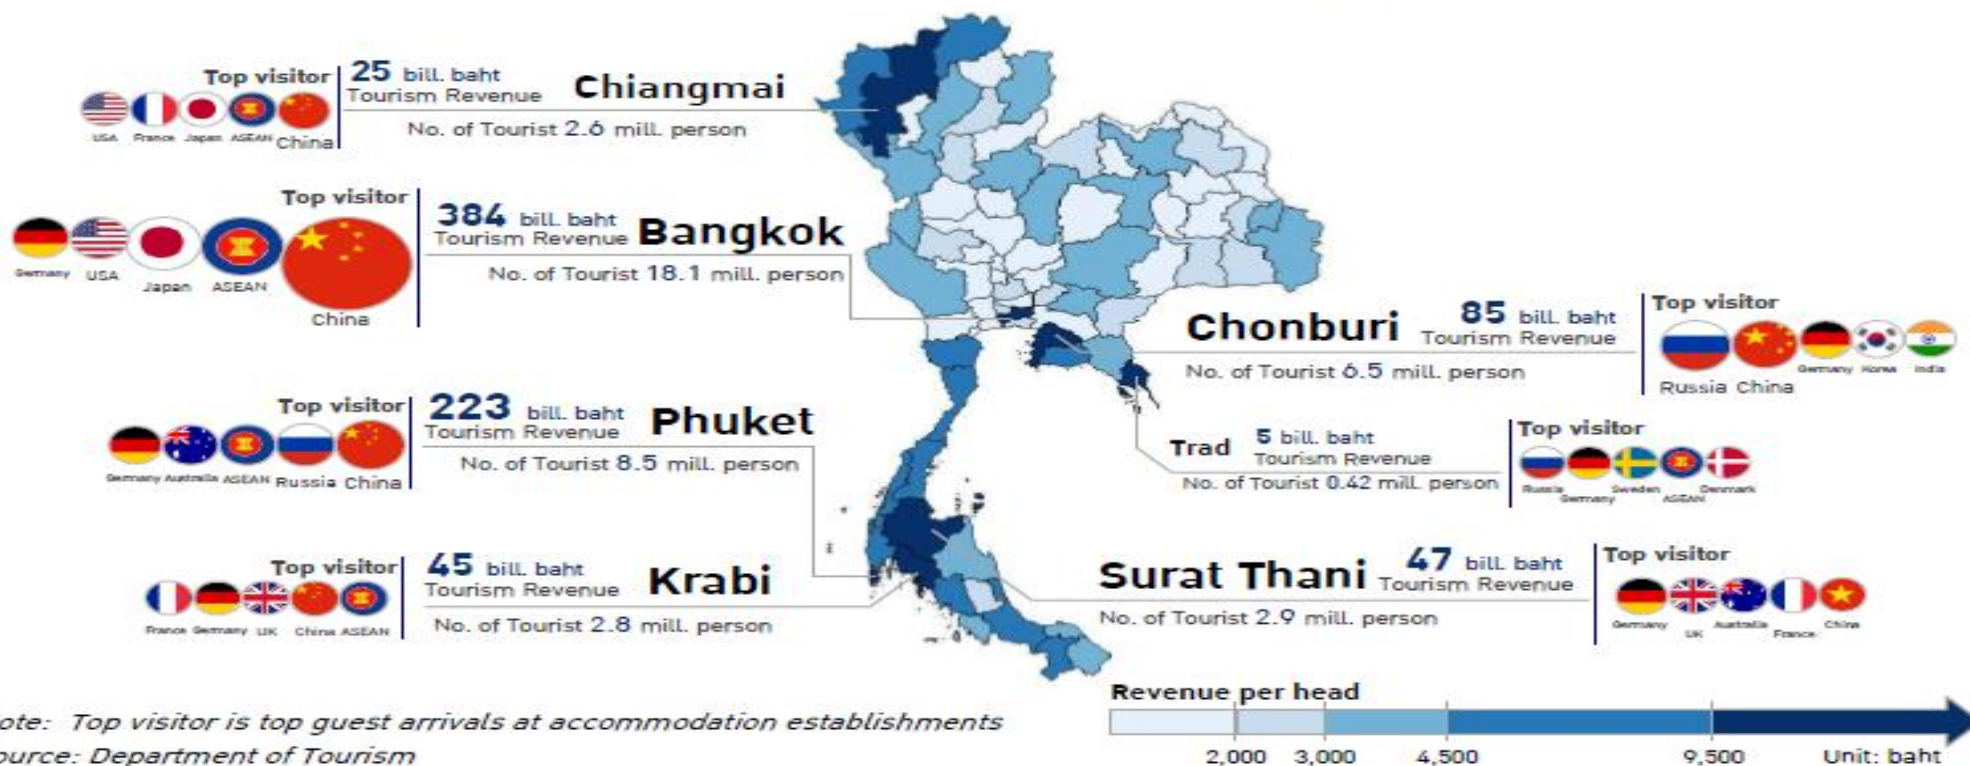 Top visitor
25 bill. baht
Tourism Revenue
Chiangmai
No. of Tourist 2.6 mill. person
USA France Japan ASEAN China
Top visitor
384 bill. baht
Tourism Revenue
Bangkok
No. of Tourist 18.1 mill. person
Germany USA Japan ASEAN China
Chonburi
85 bill. baht
Tourism Revenue
No. of Tourist 6.5 mill. person
Top visitor
Russia China Germany Korea India
Top visitor
223 bill. baht
Tourism Revenue
Phuket
No. of Tourist 8.5 mill. person
Germany Australia ASEAN Russia China
Trad
5 bill. baht
Tourism Revenue
No. of Tourist 0.42 mill. person
Top visitor
Russia Germany Sweden ASEAN Denmark
Top visitor
45 bill. baht
Tourism Revenue
Krabi
No. of Tourist 2.8 mill. person
France Germany UK China ASEAN
Surat Thani
47 bill. baht
Tourism Revenue
No. of Tourist 2.9 mill. person
Top visitor
Germany UK Australia France China
Revenue per head
2,000 3,000 4,500 9,500 Unit: baht
ote: Top visitor is top guest arrivals at accommodation establishments
ource: Department of Tourism